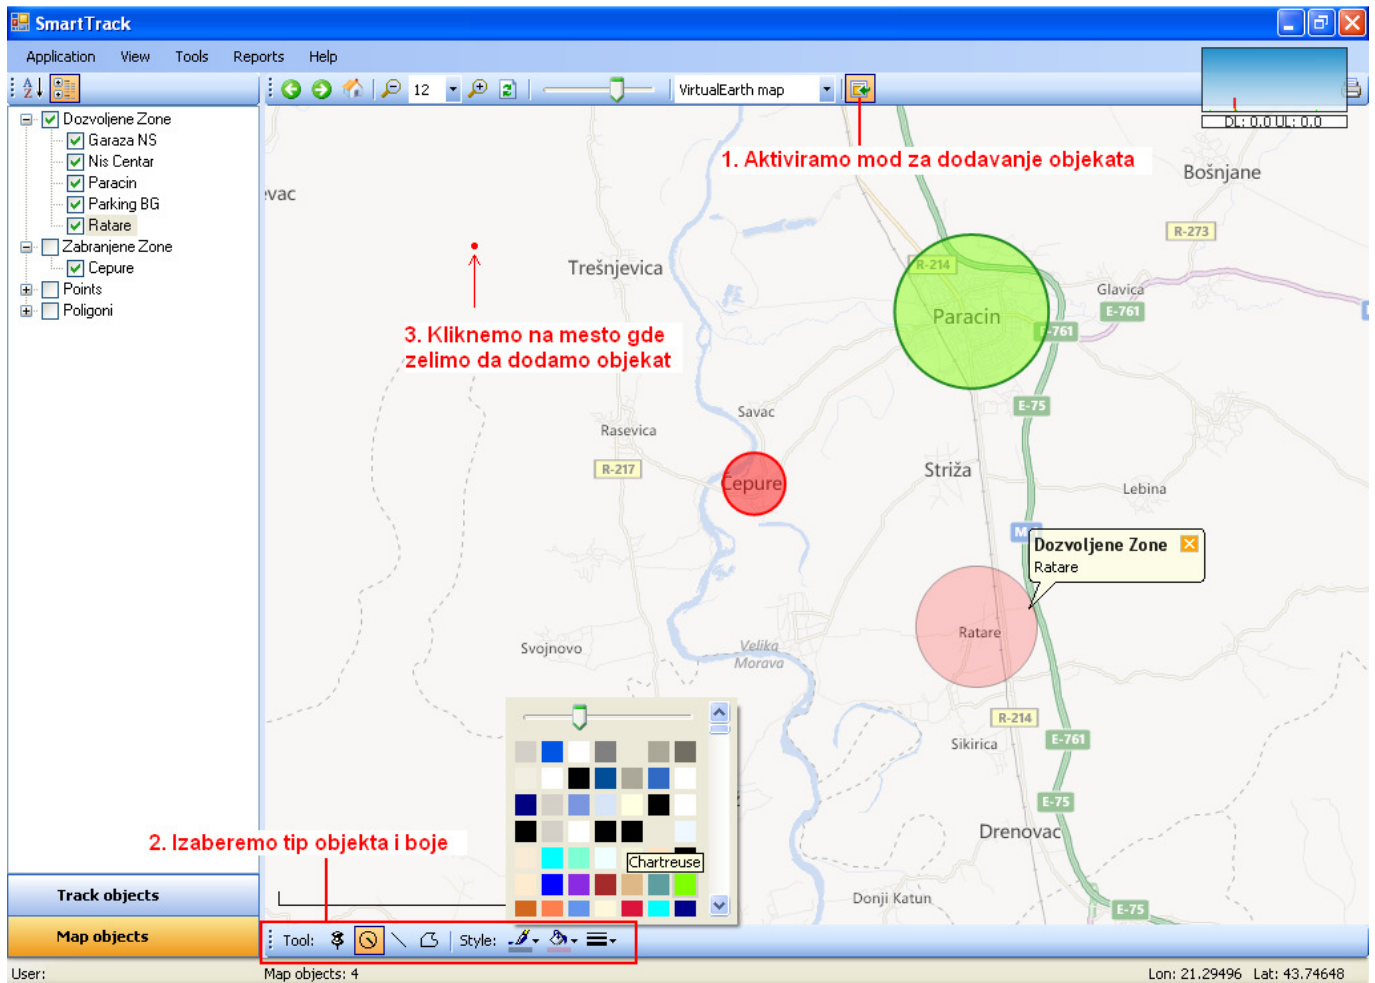 SmartTrack
Application View Tools Reports Help
12
VirtualEarth map
DL: 0.0 UL: 0.0
Dozvoljene Zone
Garaza NS
Nis Centar
Paracin
Parking BG
Ratare
Zabranjene Zone
Cepure
Points
Poligoni
1. Aktiviramo mod za dodavanje objekata
Bošnjane
evac
R-273
Trešnjevica
R-214
Glavica
E-761
Paracin
E-761
3. Kliknemo na mesto gde
zelimo da dodamo objekat
E-75
Savac
Rasevica
R-217
Striža
Čepure
Lebina
Dozvoljene Zone
Ratare
Ratare
Svojnovo
Velika
Morava
R-214
Sikirica
E-761
E-75
Drenovac
2. Izaberemo tip objekta i boje
Chartreuse
Track objects
Donji Katun
E-75
Map objects
Tool: Style:
User: Map objects: 4 Lon: 21.29496 Lat: 43.74648